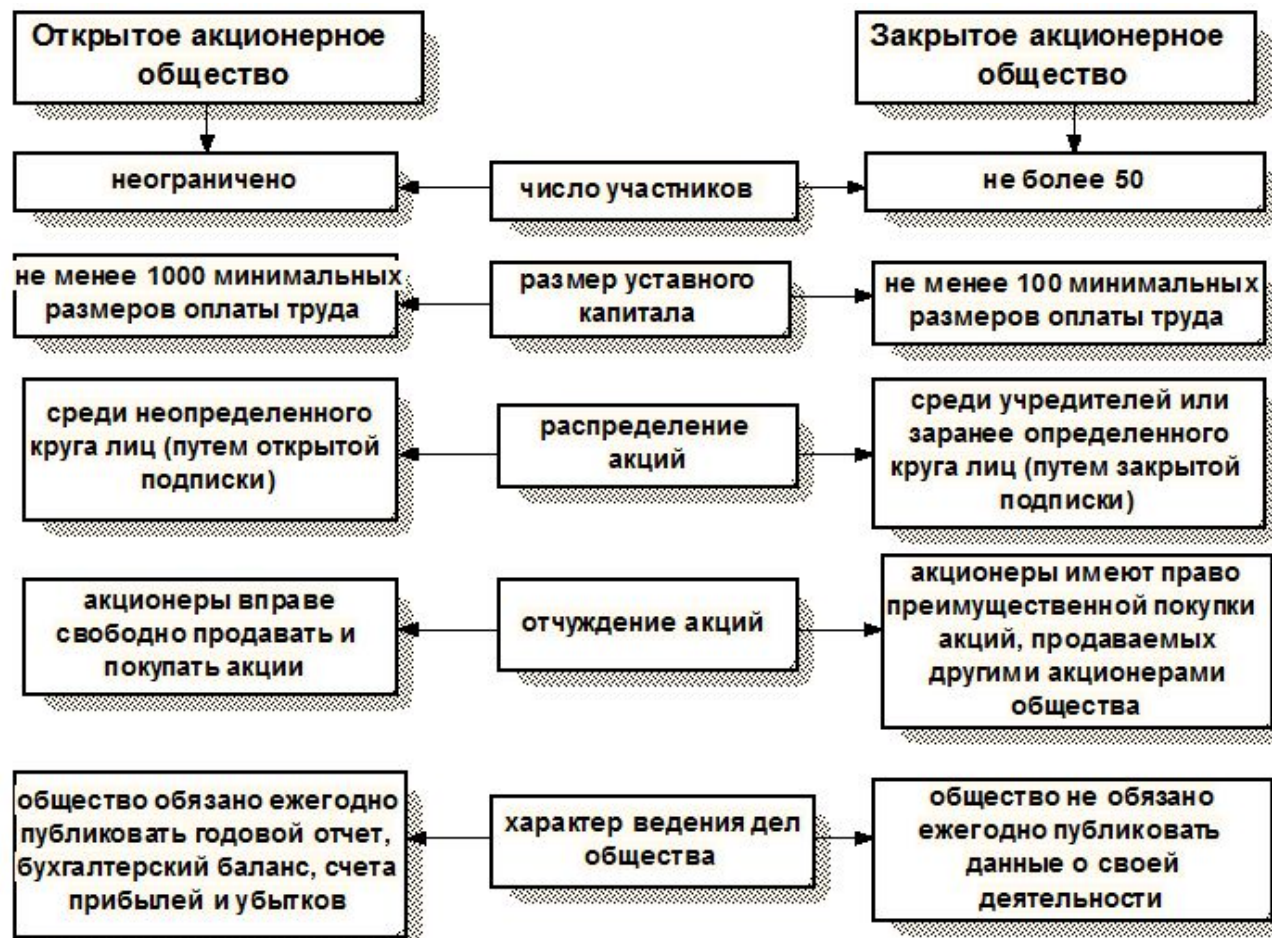 Открытое акционерное
общество
Закрытое акционерное
общество
неограничено
число участников
не более 50
не менее 1000 минимальных
размеров оплаты труда
размер уставного
капитала
не менее 100 минимальных
размеров оплаты труда
среди неопределенного
круга лиц (путем открытой
подписки)
распределение
акций
среди учредителей или
заранее определенного
круга лиц (путем закрытой
подписки)
акционеры вправе
свободно продавать и
покупать акции
отчуждение акций
акционеры имеют право
преимущественной покупки
акций, продаваемых
другими акционерами
общества
общество обязано ежегодно
публиковать годовой отчет,
бухгалтерский баланс, счета
прибылей и убытков
характер ведения дел
общества
общество не обязано
ежегодно публиковать
данные о своей
деятельности